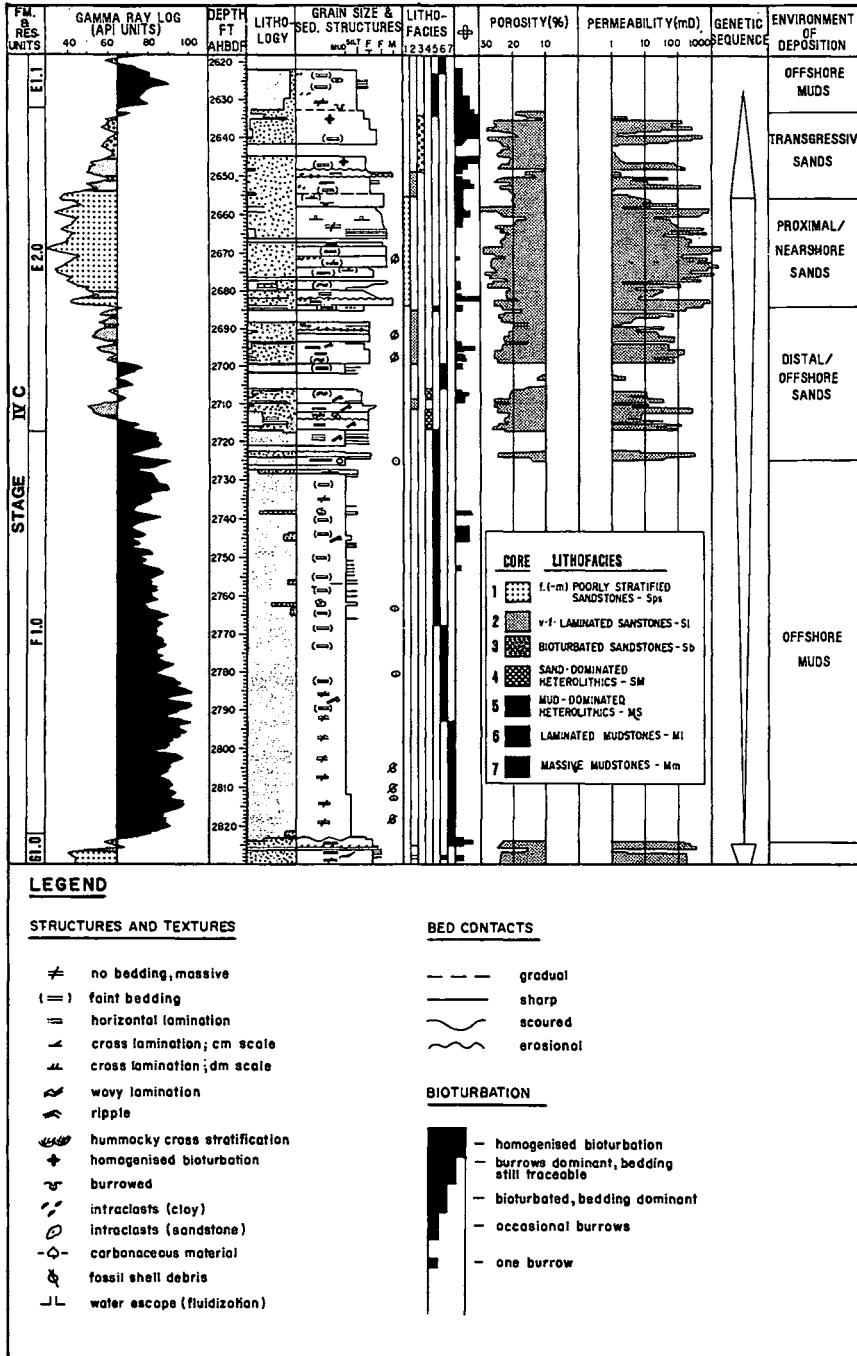 FM. & RES. UNITS
GAMMA RAY LOG (API UNITS)
40 80 100
DEPTH FT AHBDF
LITHO-LOGY
GRAIN SIZE & SED. STRUCTURES
MUD SILT F F M
LITHO-FACIES
1 2 3 4 5 6 7
POROSITY (%)
30 20 10
PERMEABILITY (mD)
1 10 100 1000
GENETIC SEQUENCE
ENVIRONMENT OF DEPOSITION
STAGE IV C
E1.1
E 2.0
F 1.0
G1.0
2620
2630
2640
2650
2660
2670
2680
2690
2700
2710
2720
2730
2740
2750
2760
2770
2780
2790
2800
2810
2820
OFFSHORE MUDS
TRANSGRESSIV
SANDS
PROXIMAL/
NEARSHORE
SANDS
DISTAL/
OFFSHORE
SANDS
OFFSHORE
MUDS
CORE LITHOFACIES
1 f.(-m) POORLY STRATIFIED
SANDSTONES - Sps
2 v-f- LAMINATED SANSTONES - Sl
3 BIOTURBATED SANDSTONES - Sb
4 SAND-DOMINATED
HETEROLITHICS - SM
5 MUD-DOMINATED
HETEROLITHICS - MS
6 LAMINATED MUDSTONES - Ml
7 MASSIVE MUDSTONES - Mm
LEGEND
STRUCTURES AND TEXTURES
no bedding, massive
faint bedding
horizontal lamination
cross lamination; cm scale
cross lamination; dm scale
wavy lamination
ripple
hummocky cross stratification
homogenised bioturbation
burrowed
intraclasts (clay)
intraclasts (sandstone)
carbonaceous material
fossil shell debris
water escape (fluidization)
BED CONTACTS
gradual
sharp
scoured
erosional
BIOTURBATION
– homogenised bioturbation
– burrows dominant, bedding
still traceable
– bioturbated, bedding dominant
– occasional burrows
– one burrow